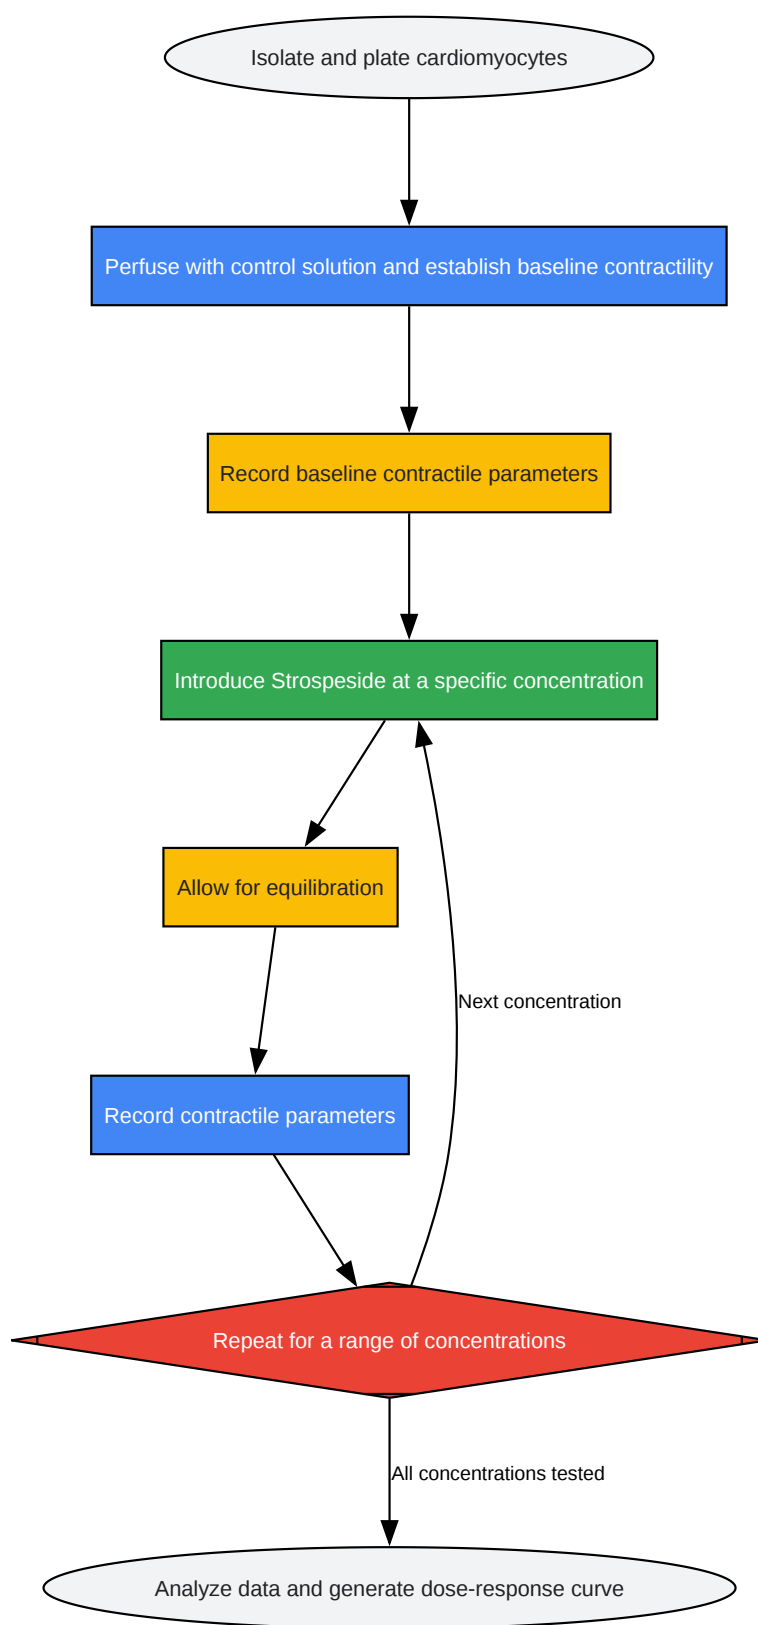 Isolate and plate cardiomyocytes
Perfuse with control solution and establish baseline contractility
Record baseline contractile parameters
Introduce Strospeside at a specific concentration
Allow for equilibration
Next concentration
Record contractile parameters
Repeat for a range of concentrations
All concentrations tested
Analyze data and generate dose-response curve